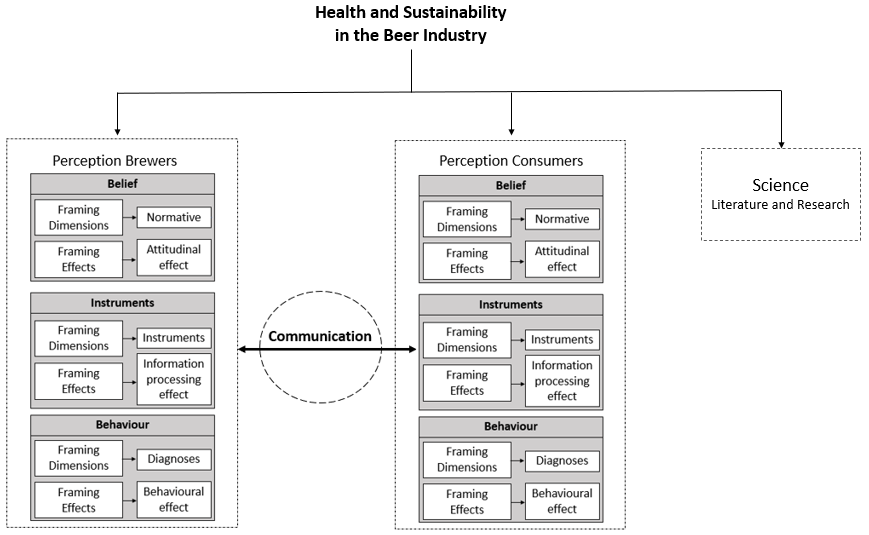 Health and Sustainability
in the Beer Industry
Perception Brewers
Belief
Framing
Dimensions
Normative
Framing
Effects
Attitudinal
effect
Instruments
Framing
Dimensions
Instruments
Framing
Effects
Information
processing
effect
Behaviour
Framing
Dimensions
Diagnoses
Framing
Effects
Behavioural
effect
Communication
Perception Consumers
Belief
Framing
Dimensions
Normative
Framing
Effects
Attitudinal
effect
Instruments
Framing
Dimensions
Instruments
Framing
Effects
Information
processing
effect
Behaviour
Framing
Dimensions
Diagnoses
Framing
Effects
Behavioural
effect
Science
Literature and Research